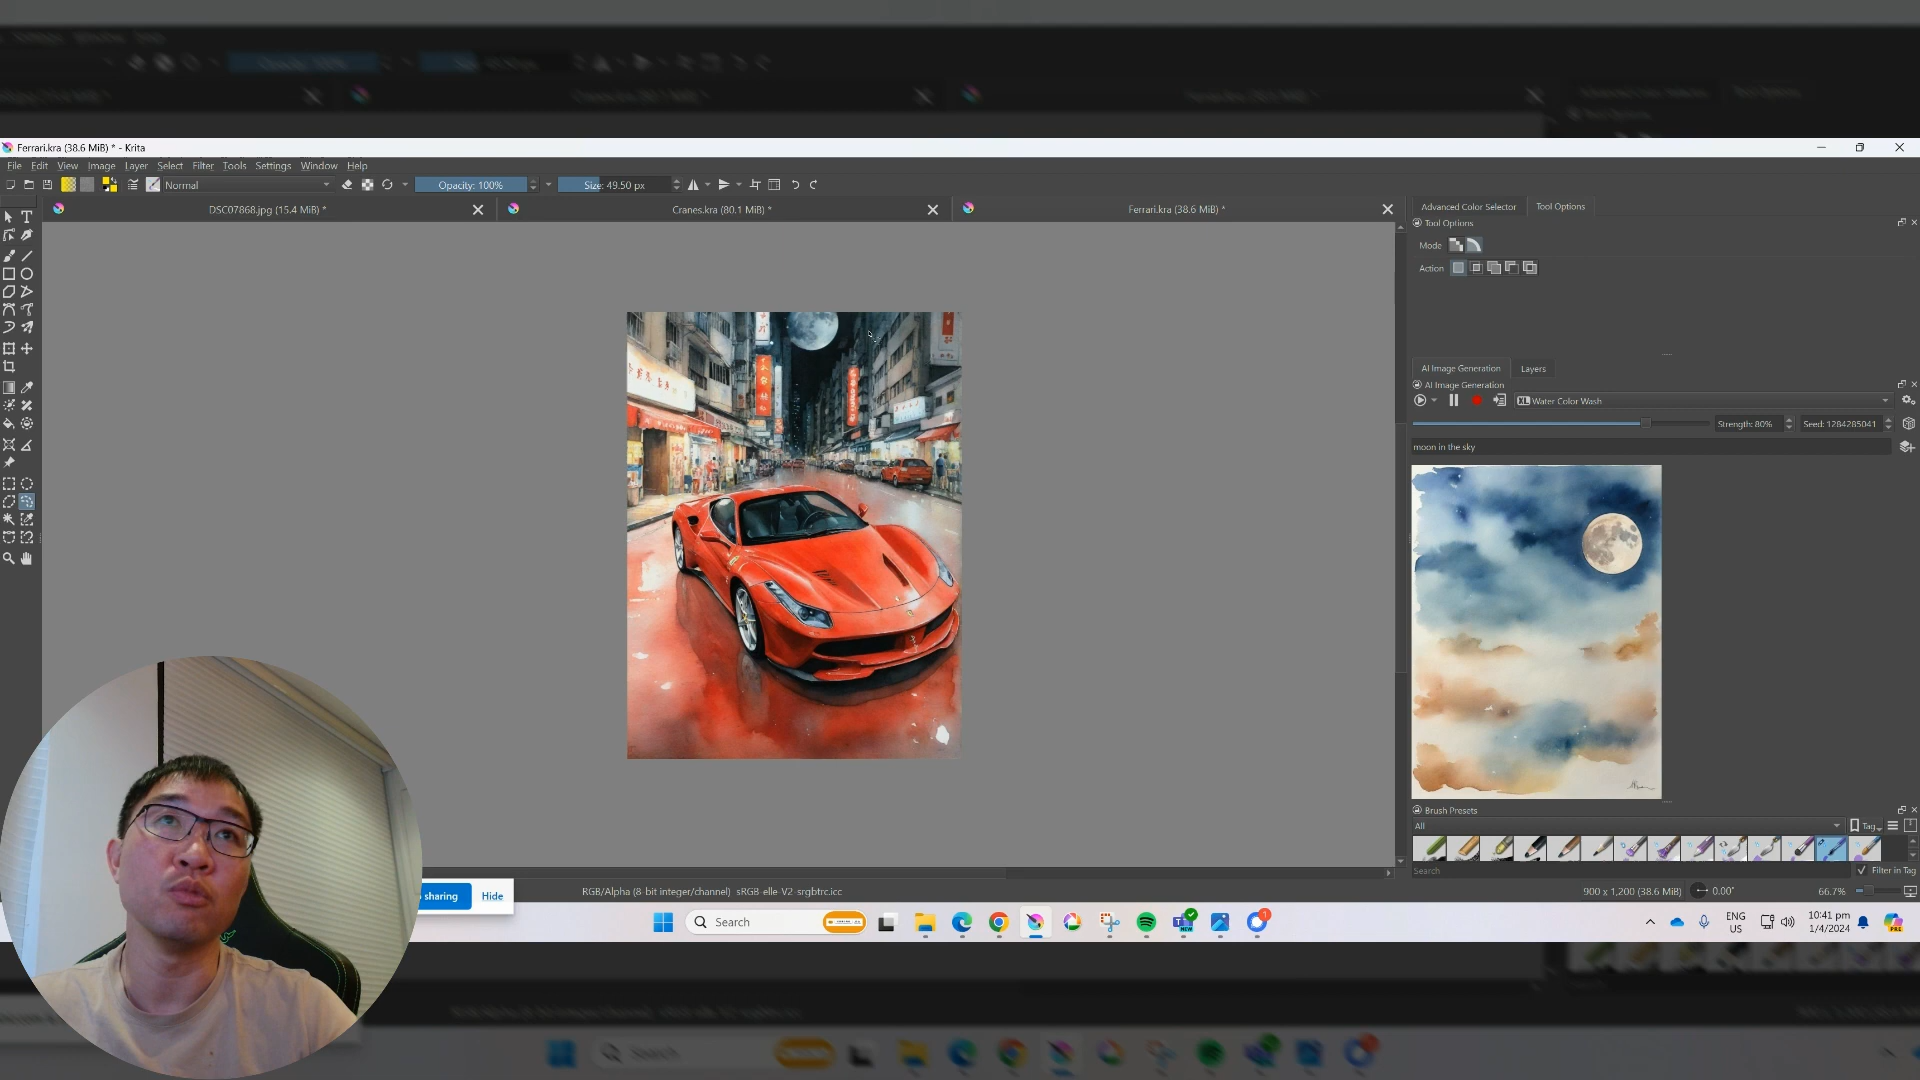 Ferrari.kra (38.6 MiB) * - Krita
File Edit View Image Layer Select Filter Tools Settings Window Help
Normal
Opacity: 100%
Size: 49.50 px
DSC07868.jpg (15.4 MiB) *
Cranes.kra (80.1 MiB) *
Ferrari.kra (38.6 MiB) *
Advanced Color Selector
Tool Options
Tool Options
Mode
Action
AI Image Generation
Layers
AI Image Generation
XL Water Color Wash
Strength: 80%
Seed: 1284285041
moon in the sky
Brush Presets
All
Tag
Search
Filter in Tag
sharing
Hide
RGB/Alpha (8-bit integer/channel) sRGB-elle-V2-srgbtrc.icc
900 x 1,200 (38.6 MiB)
0.00°
66.7%
Search
NEW
1
ENG
US
10:41 pm
1/4/2024
PRE